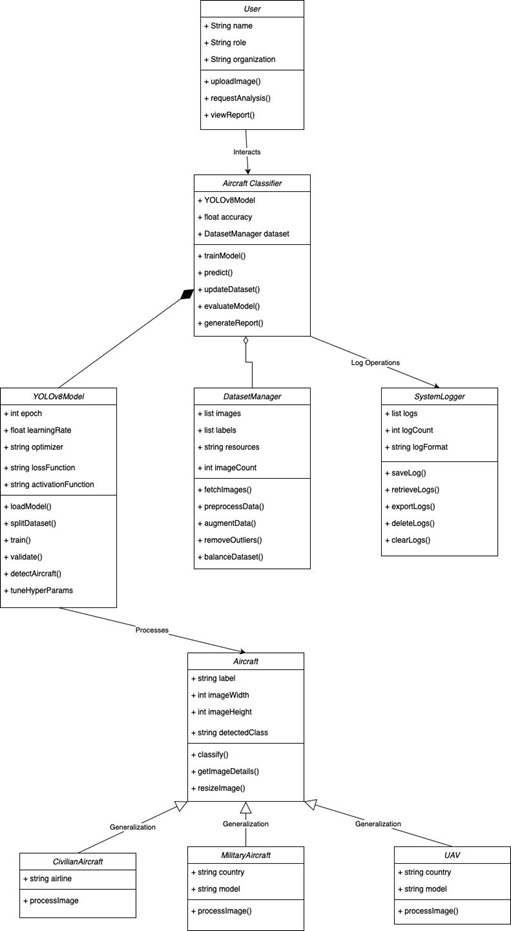 User
+ String name
+ String role
+ String organization
+ uploadImage()
+ requestAnalysis()
+ viewReport()
Interacts
Aircraft Classifier
+ YOLOv8Model
+ float accuracy
+ DatasetManager dataset
+ trainModel()
+ predict()
+ updateDataset()
+ evaluateModel()
+ generateReport()
Log Operations
YOLOv8Model
+ int epoch
+ float learningRate
+ string optimizer
+ string lossFunction
+ string activationFunction
+ loadModel()
+ splitDataset()
+ train()
+ validate()
+ detectAircraft()
+ tuneHyperParams
DatasetManager
+ list images
+ list labels
+ string resources
+ int imageCount
+ fetchImages()
+ preprocessData()
+ augmentData()
+ removeOutliers()
+ balanceDataset()
SystemLogger
+ list logs
+ int logCount
+ string logFormat
+ saveLog()
+ retrieveLogs()
+ exportLogs()
+ deleteLogs()
+ clearLogs()
Processes
Aircraft
+ string label
+ int imageWidth
+ int imageHeight
+ string detectedClass
+ classify()
+ getImageDetails()
+ resizeImage()
Generalization
Generalization
Generalization
CivilianAircraft
+ string airline
+ processImage
MilitaryAircraft
+ string country
+ string model
+ processImage()
UAV
+ string country
+ string model
+ processImage()